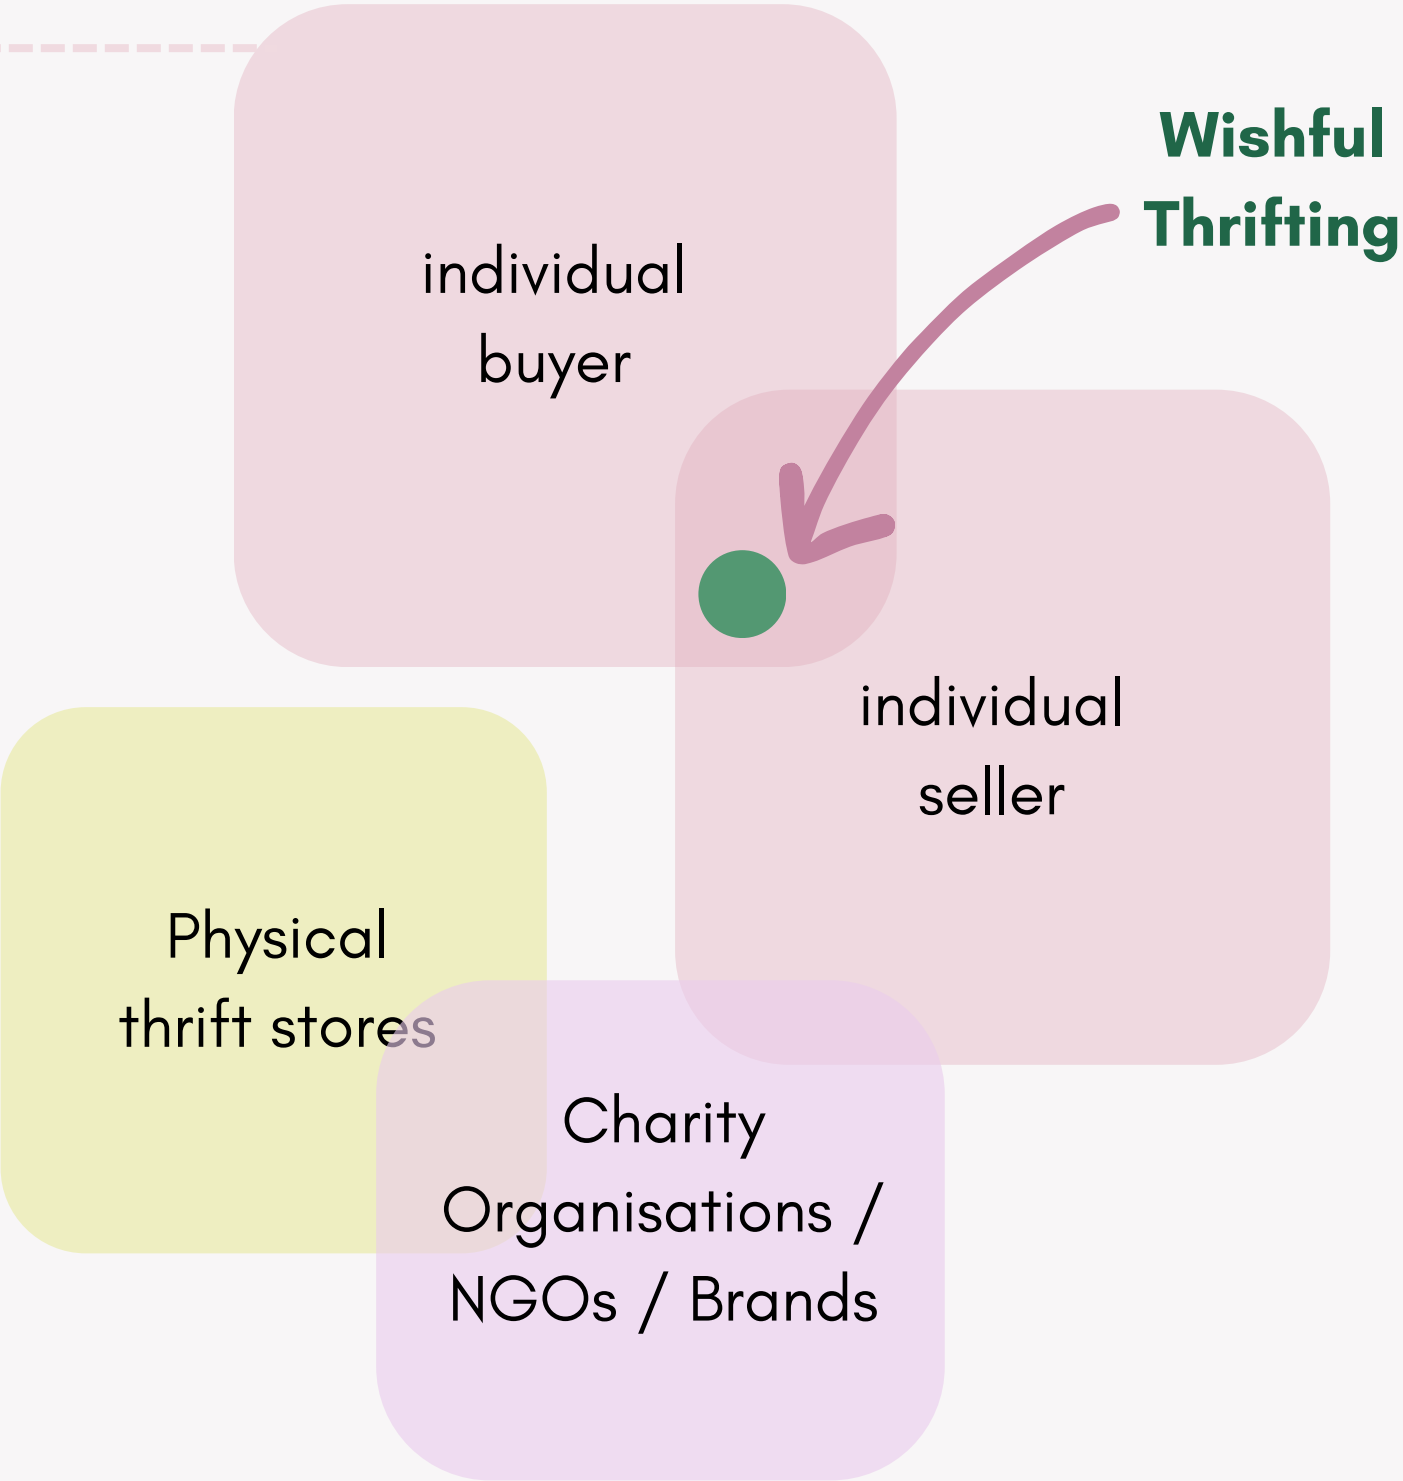 Wishful
Thrifting
individual
buyer
individual
seller
Physical
thrift stores
Charity
Organisations /
NGOs / Brands